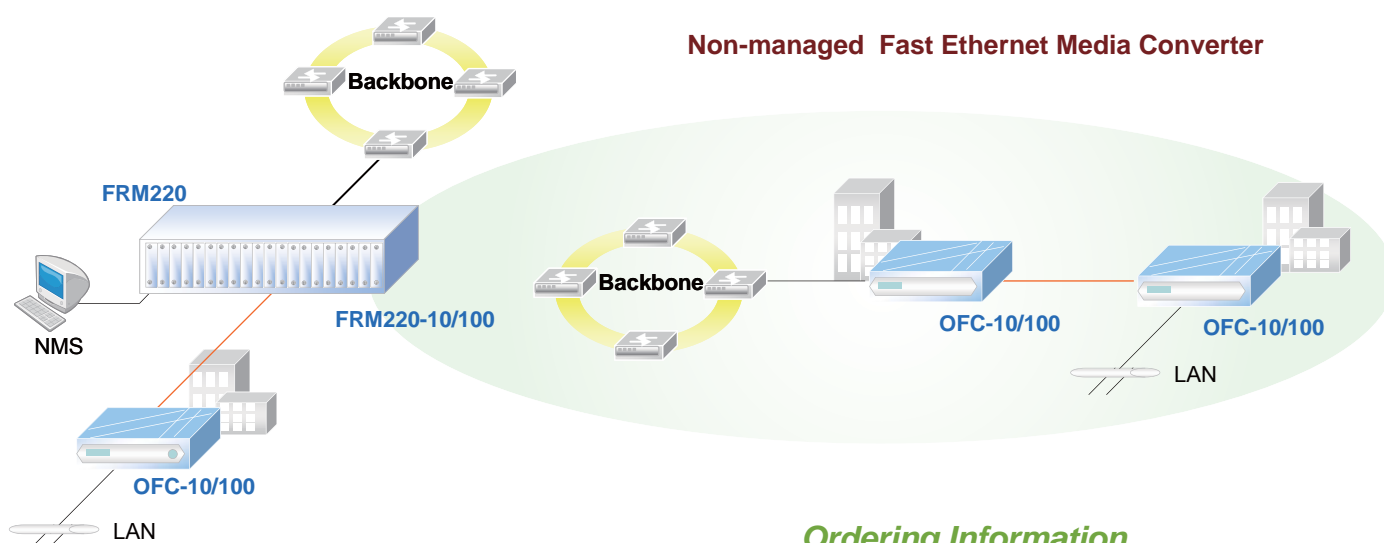 Non-managed Fast Ethernet Media Converter
Backbone
FRM220
Backbone
FRM220-10/100
OFC-10/100
OFC-10/100
NMS
LAN
OFC-10/100
LAN
Ordering Information